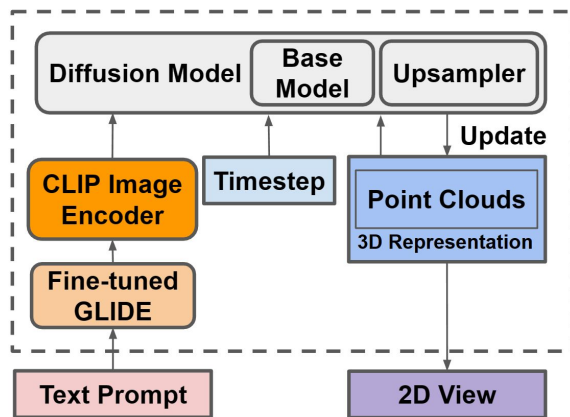 Diffusion Model
Base
Model
Upsampler
Update
CLIP Image
Encoder
Timestep
Point Clouds
3D Representation
Fine-tuned
GLIDE
Text Prompt
2D View